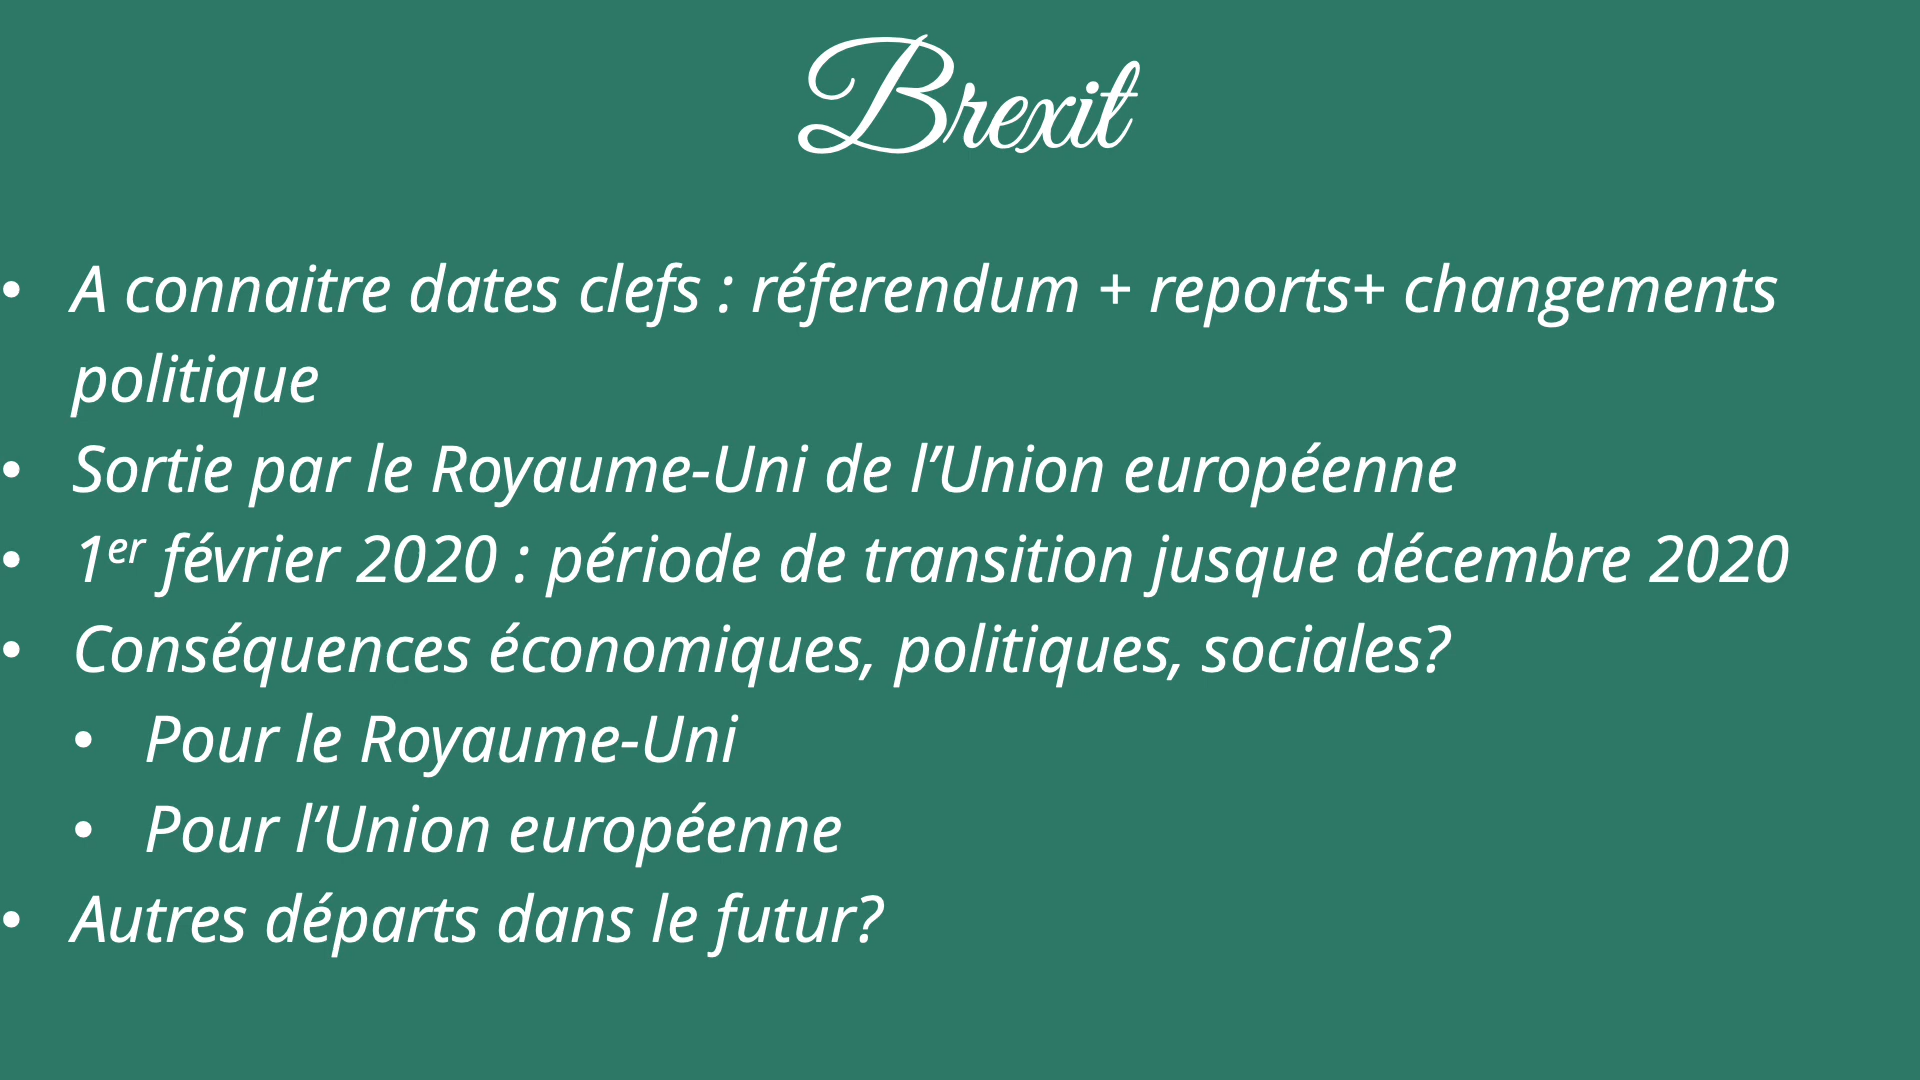 Brexit
• A connaitre dates clefs : réferendum + reports+ changements
politique
• Sortie par le Royaume-Uni de l’Union européenne
• 1er février 2020 : période de transition jusque décembre 2020
• Conséquences économiques, politiques, sociales?
• Pour le Royaume-Uni
• Pour l’Union européenne
• Autres départs dans le futur?